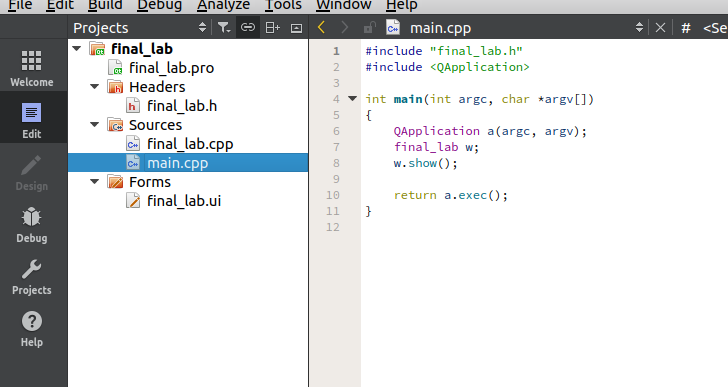 File Edit Build Debug Analyze Tools Window Help
Projects
main.cpp
# <Se
Welcome
Edit
Design
Debug
Projects
Help
final_lab
final_lab.pro
Headers
final_lab.h
Sources
final_lab.cpp
main.cpp
Forms
final_lab.ui
1 #include "final_lab.h"
2 #include <QApplication>
3
4 int main(int argc, char *argv[])
5 {
6 QApplication a(argc, argv);
7 final_lab w;
8 w.show();
9
10 return a.exec();
11 }
12